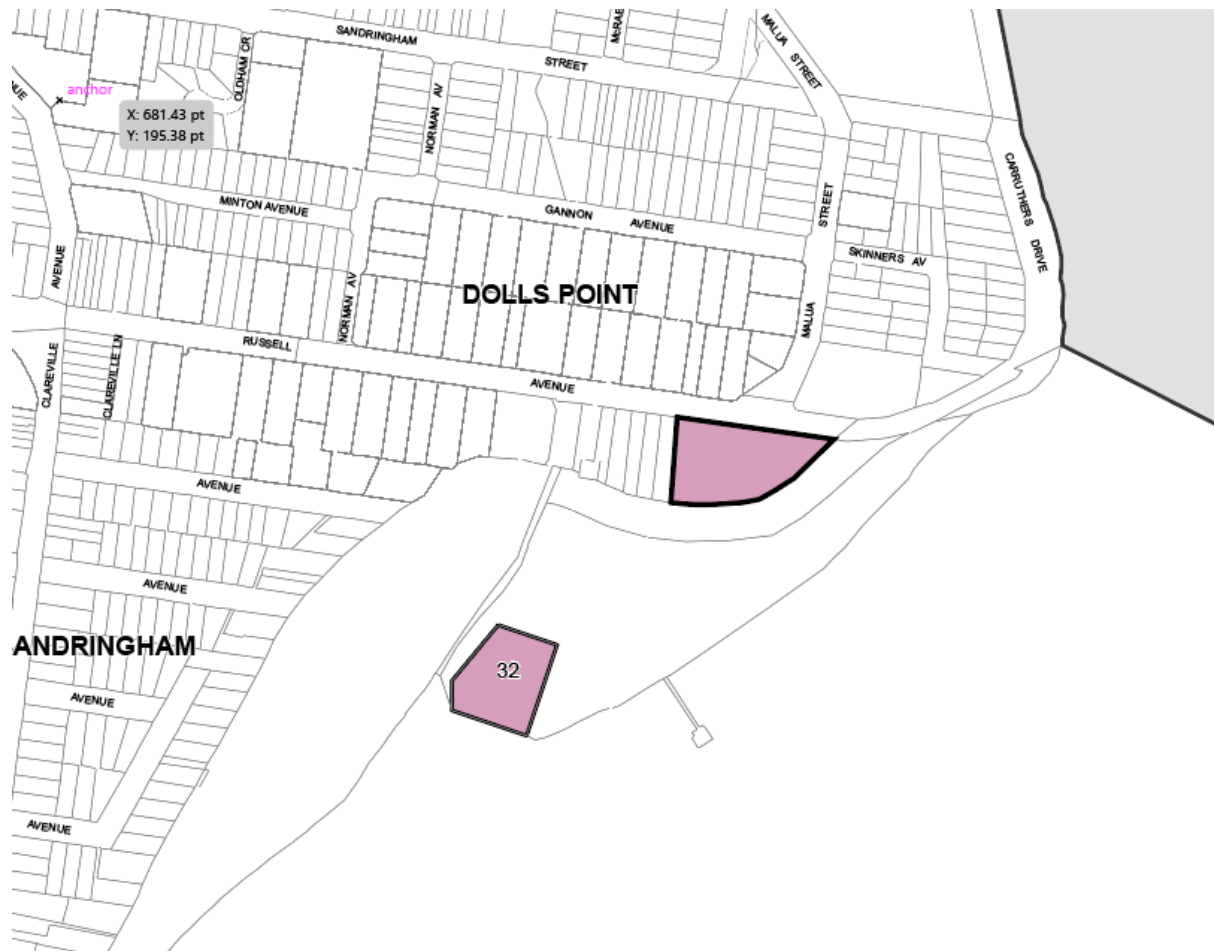 SANDRINGHAM
STREET
McRAE
MALUA STREET
OLDHAM CR
UE
anchor
X: 681.43 pt
Y: 195.38 pt
NORMAN AV
CARRUTHERS DRIVE
MINTON AVENUE
GANNON
AVENUE
STREET
SKINNERS AV
AVENUE
DOLLS POINT
NORMAN AV
MALUA
RUSSELL
CLAREVILLE
CLAREVILLE LN
AVENUE
AVENUE
AVENUE
ANDRINGHAM
32
AVENUE
AVENUE